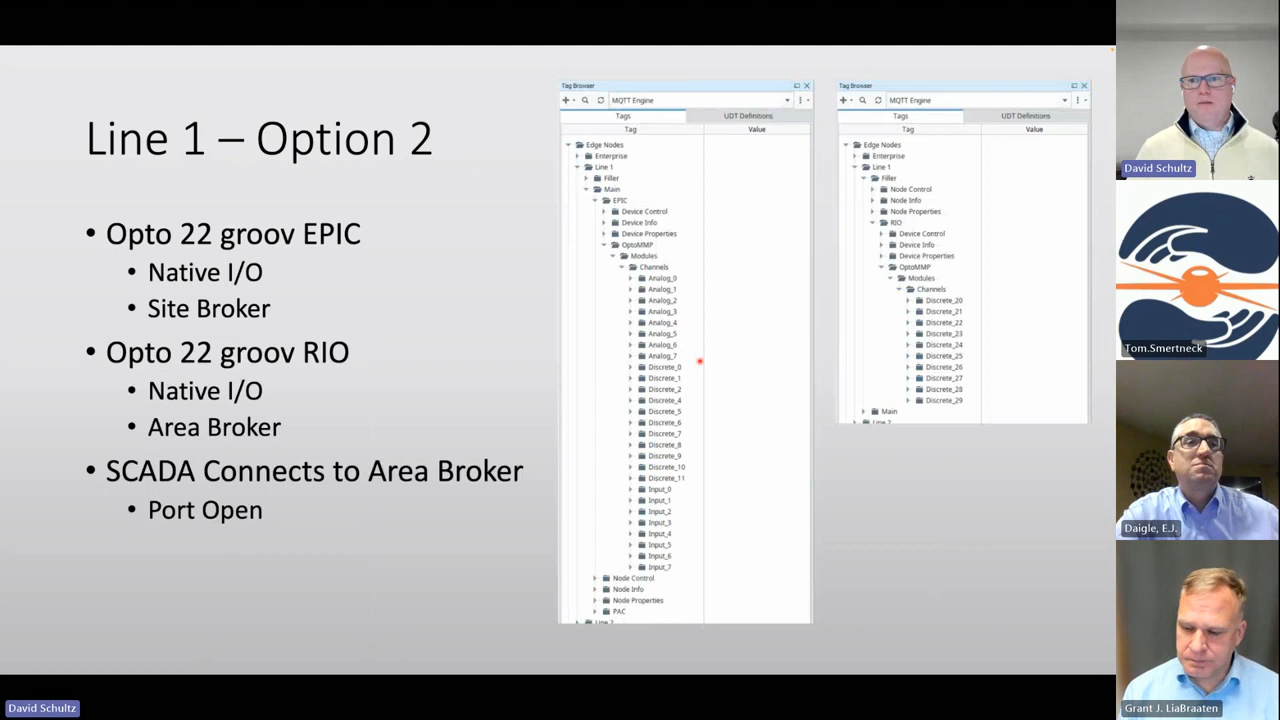 Line 1 – Option 2
• Opto 22 groov EPIC
• Native I/O
• Site Broker
• Opto 22 groov RIO
• Native I/O
• Area Broker
• SCADA Connects to Area Broker
• Port Open
Tag Browser
MQTT Engine
Tags
UDT Definitions
Tag
Value
Edge Nodes
Enterprise
Line 1
Filler
Main
EPIC
Device Control
Device Info
Device Properties
OptoMMP
Modules
Channels
Analog_0
Analog_1
Analog_2
Analog_3
Analog_4
Analog_5
Analog_6
Analog_7
Discrete_0
Discrete_1
Discrete_2
Discrete_4
Discrete_5
Discrete_6
Discrete_7
Discrete_8
Discrete_9
Discrete_10
Discrete_11
Input_0
Input_1
Input_2
Input_3
Input_4
Input_5
Input_6
Input_7
Node Control
Node Info
Node Properties
PAC
Line 2
Tag Browser
MQTT Engine
Tags
UDT Definitions
Tag
Value
Edge Nodes
Enterprise
Line 1
Filler
Node Control
Node Info
Node Properties
RIO
Device Control
Device Info
Device Properties
OptoMMP
Modules
Channels
Discrete_20
Discrete_21
Discrete_22
Discrete_23
Discrete_24
Discrete_25
Discrete_26
Discrete_27
Discrete_28
Discrete_29
Main
Line 2
David Schultz
Tom.Smertneck
Daigle, E.J.
Grant J. LiaBraaten
David Schultz